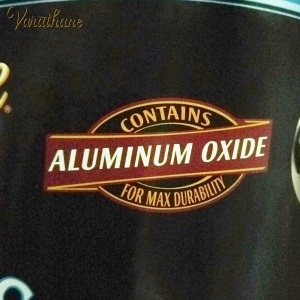 Varathane
CONTAINS
ALUMINUM OXIDE
FOR MAX DURABILITY